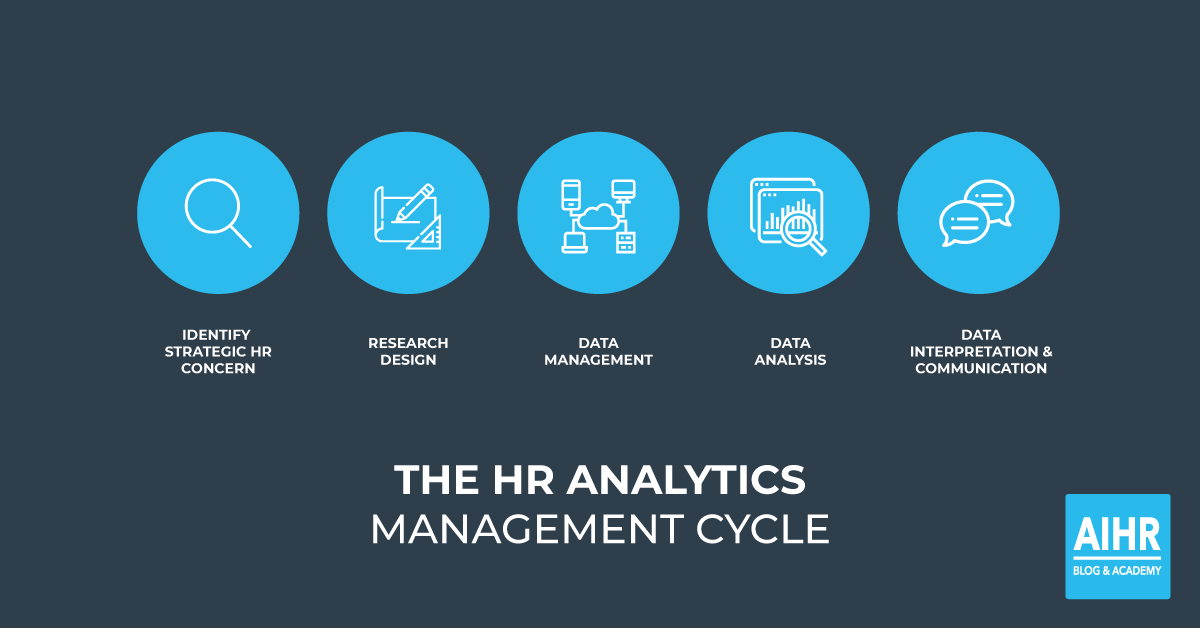 IDENTIFY
STRATEGIC HR
CONCERN
RESEARCH
DESIGN
DATA
MANAGEMENT
DATA
ANALYSIS
DATA
INTERPRETATION &
COMMUNICATION
THE HR ANALYTICS
MANAGEMENT CYCLE
AIHR
BLOG & ACADEMY